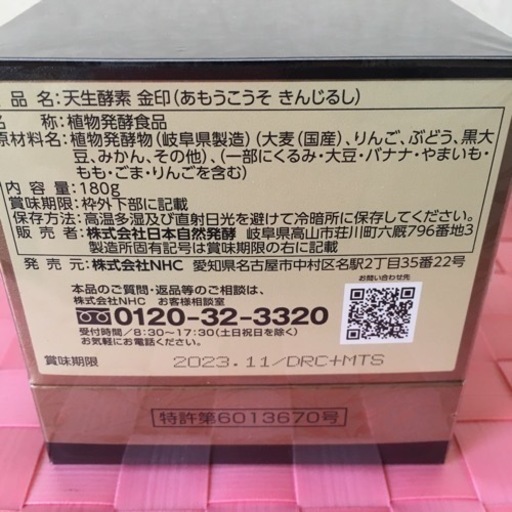 品 名：天生酵素 金印（あもうこうそ きんじるし）
名 称：植物発酵食品
原材料名：植物発酵物（岐阜県製造）（大麦（国産）、りんご、ぶどう、黒大
豆、みかん、その他）、（一部にくるみ・大豆・バナナ・やまいも・
もも・ごま・りんごを含む）
内 容 量：180g
賞味期限：枠外下部に記載
保存方法：高温多湿及び直射日光を避けて冷暗所に保存してください。
販 売 者：株式会社日本自然発酵 岐阜県高山市荘川町六厩796番地3
製造所固有記号は賞味期限の右に記載
発 売 元：株式会社NHC 愛知県名古屋市中村区名駅2丁目35番22号
本品のご質問・返品等のご相談は、
株式会社NHC お客様相談室
0120-32-3320
受付時間／8:30～17:30（土日祝日を除く）
お気軽にお電話ください。
お問い合わせ先
賞味期限 2023.11/DRC+MTS
特許第6013670号